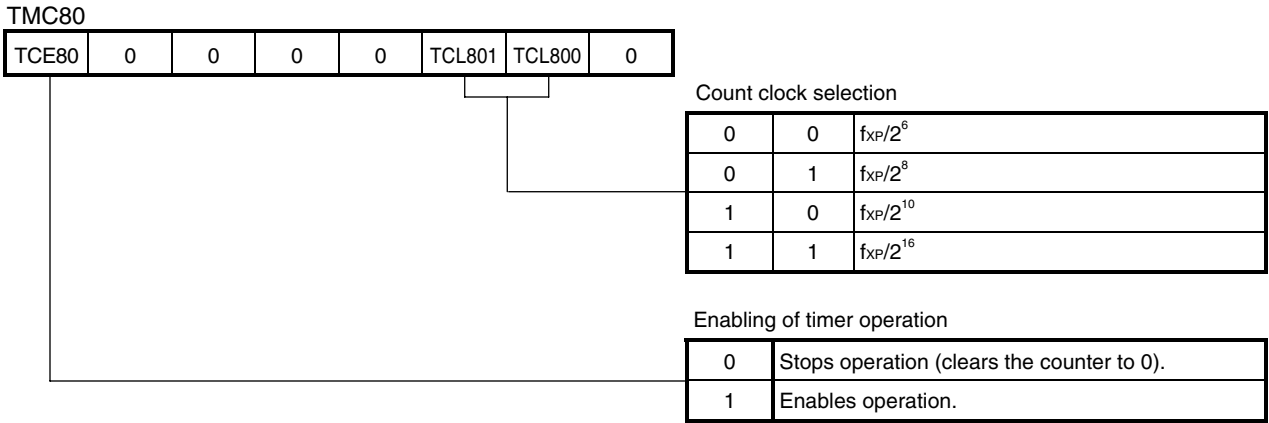 TMC80
TCE80 0 0 0 0 TCL801 TCL800 0
Count clock selection
0 0 fXP/2^6
0 1 fXP/2^8
1 0 fXP/2^10
1 1 fXP/2^16
Enabling of timer operation
0 Stops operation (clears the counter to 0).
1 Enables operation.